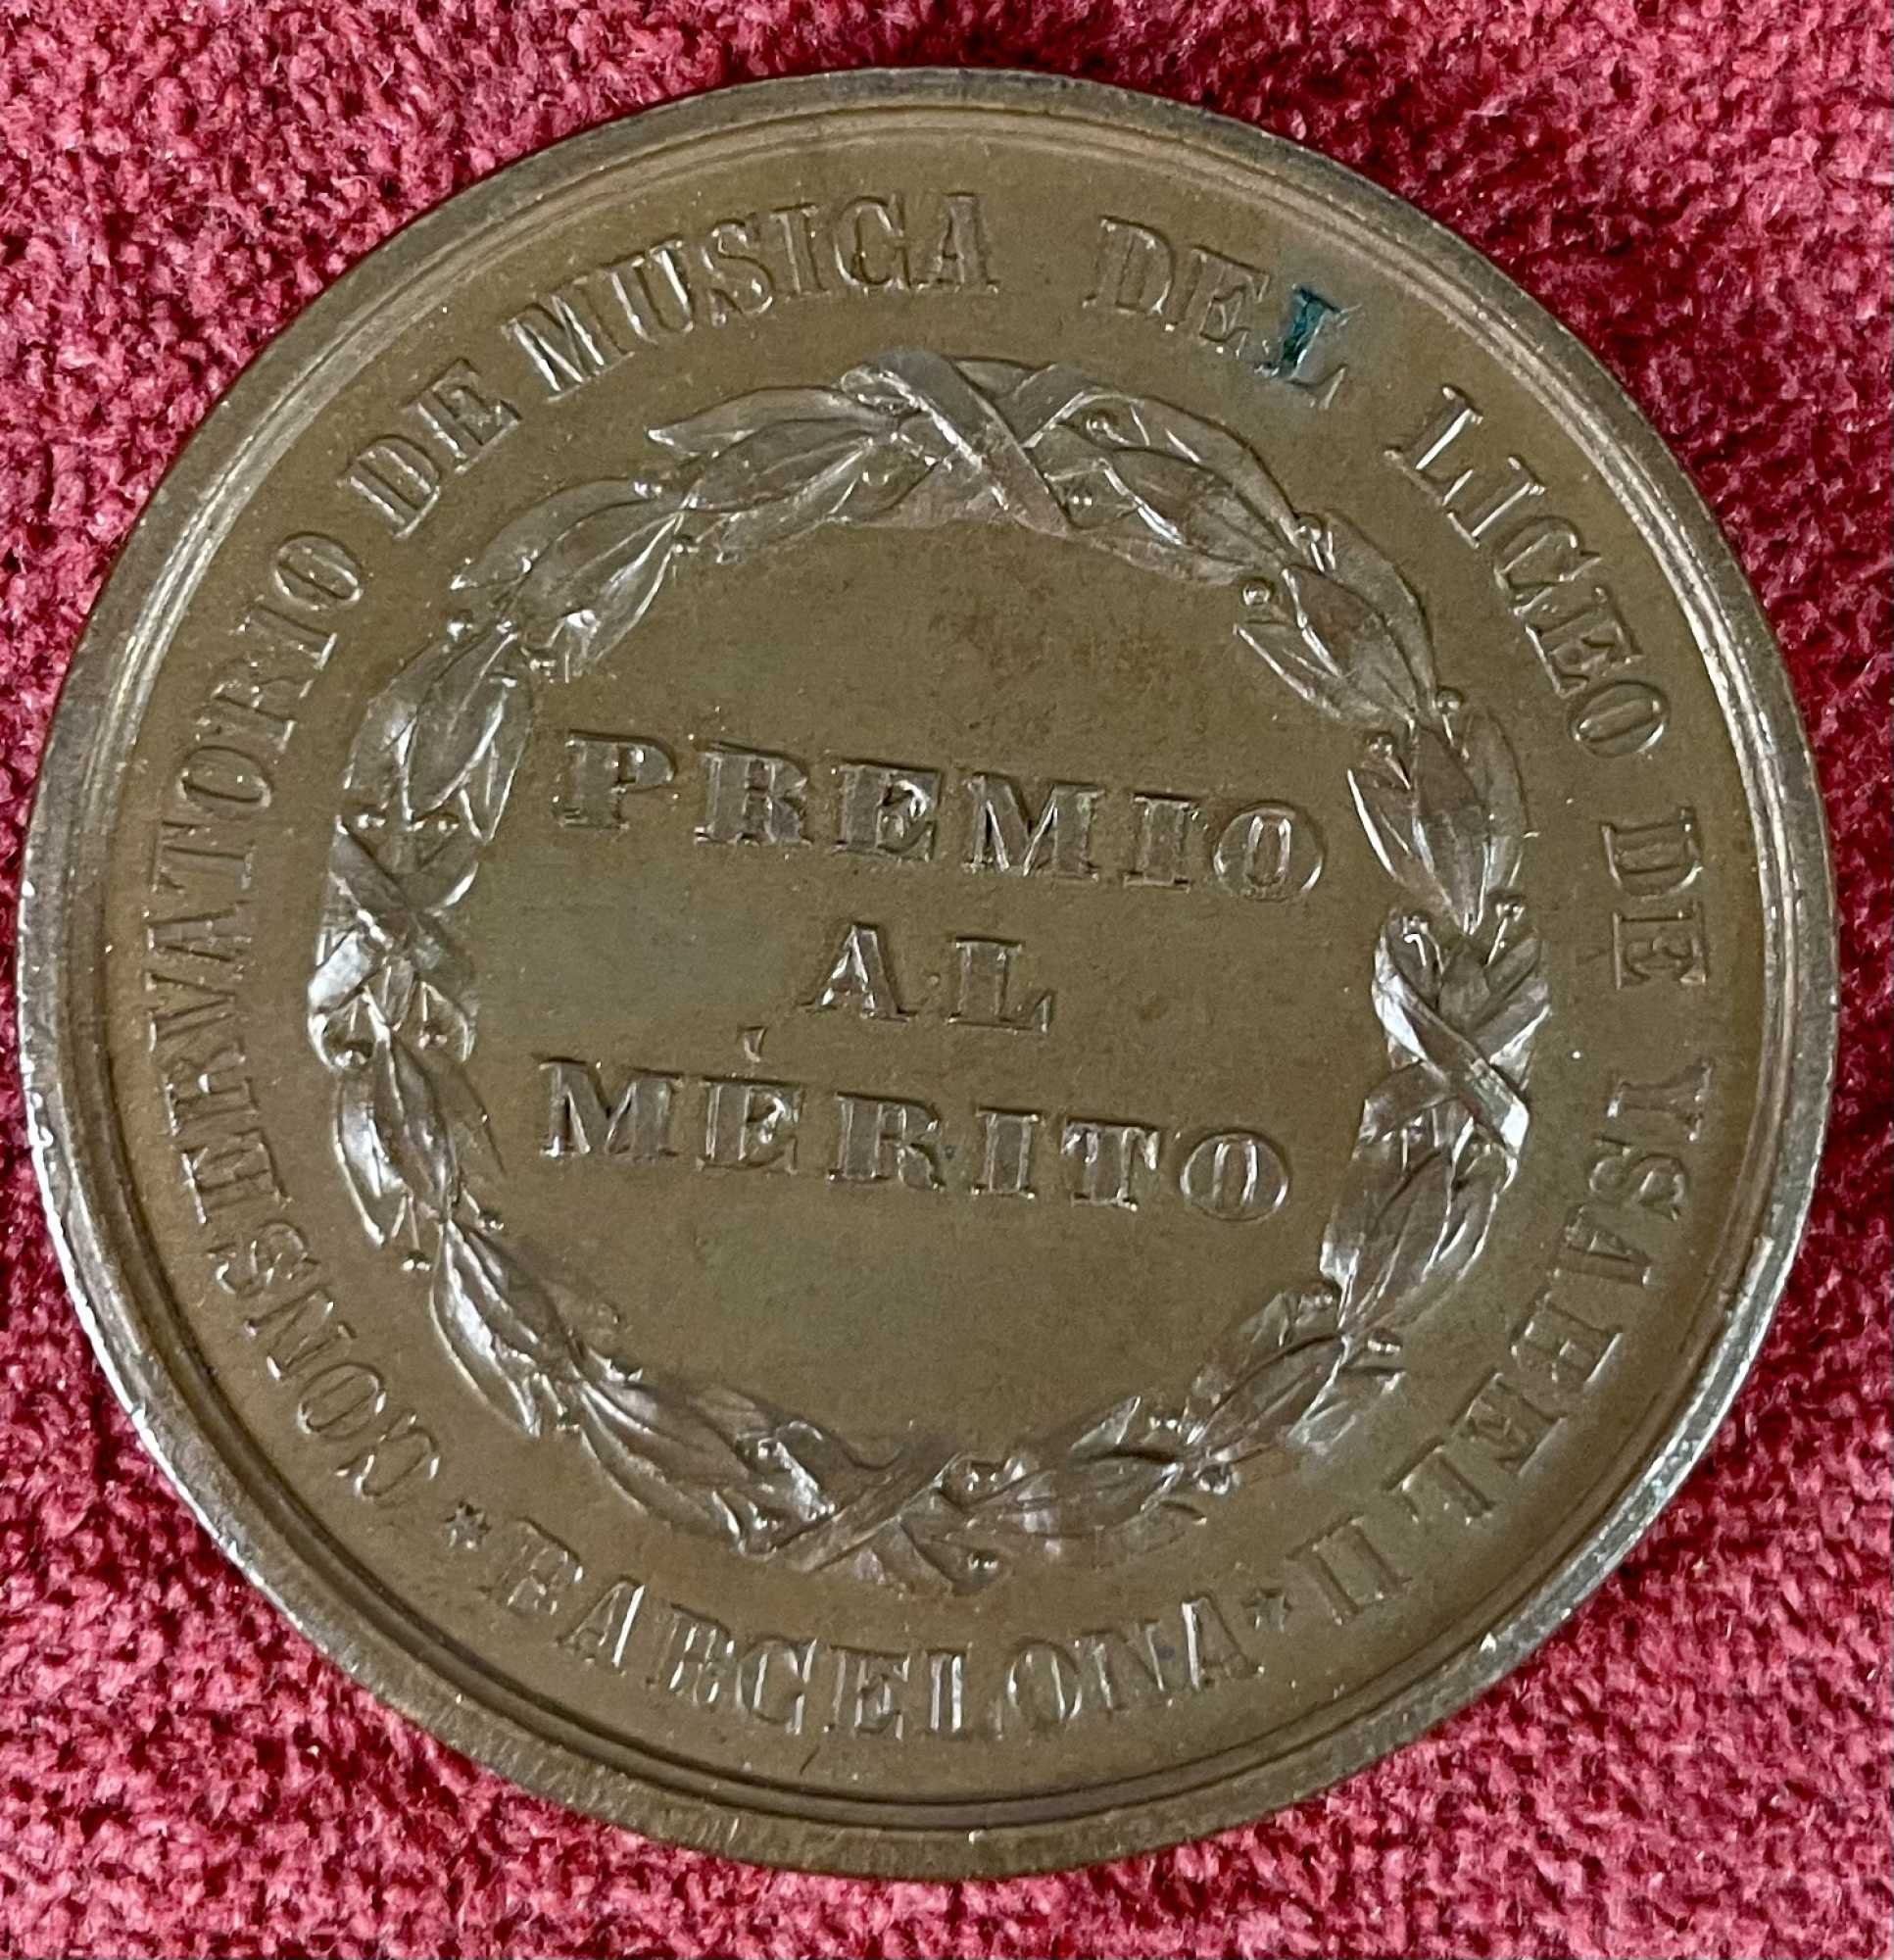 CONSERVATORIO DE MUSICA DEL LICEO DE YSABEL II
* BARCELONA *
PREMIO
AL
MÉRITO